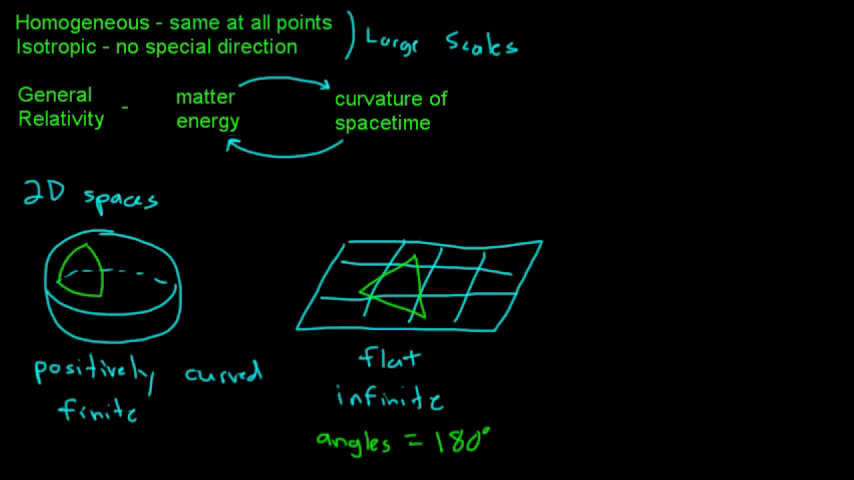 Homogeneous - same at all points
Isotropic - no special direction
Large Scales
General Relativity - matter energy
curvature of spacetime
2D spaces
positively curved
finite
flat
infinite
angles = 180°